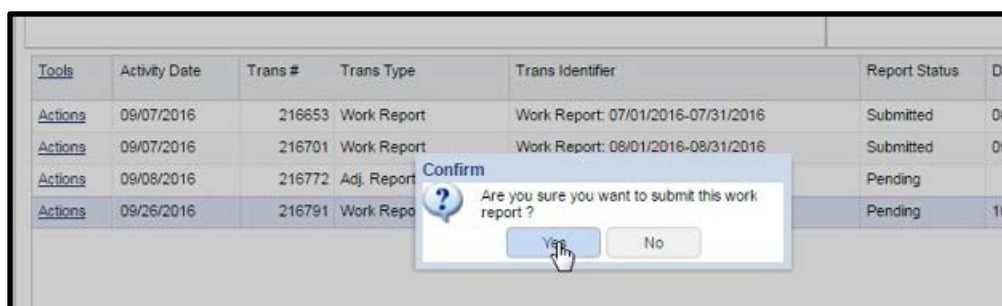 Tools Activity Date Trans # Trans Type Trans Identifier Report Status
Actions 09/07/2016 216653 Work Report Work Report: 07/01/2016-07/31/2016 Submitted
Actions 09/07/2016 216701 Work Report Work Report: 08/01/2016-08/31/2016 Submitted
Confirm
Actions 09/08/2016 216772 Adj. Report Pending
Are you sure you want to submit this work
report ?
Actions 09/26/2016 216791 Work Repo Pending
Yes No